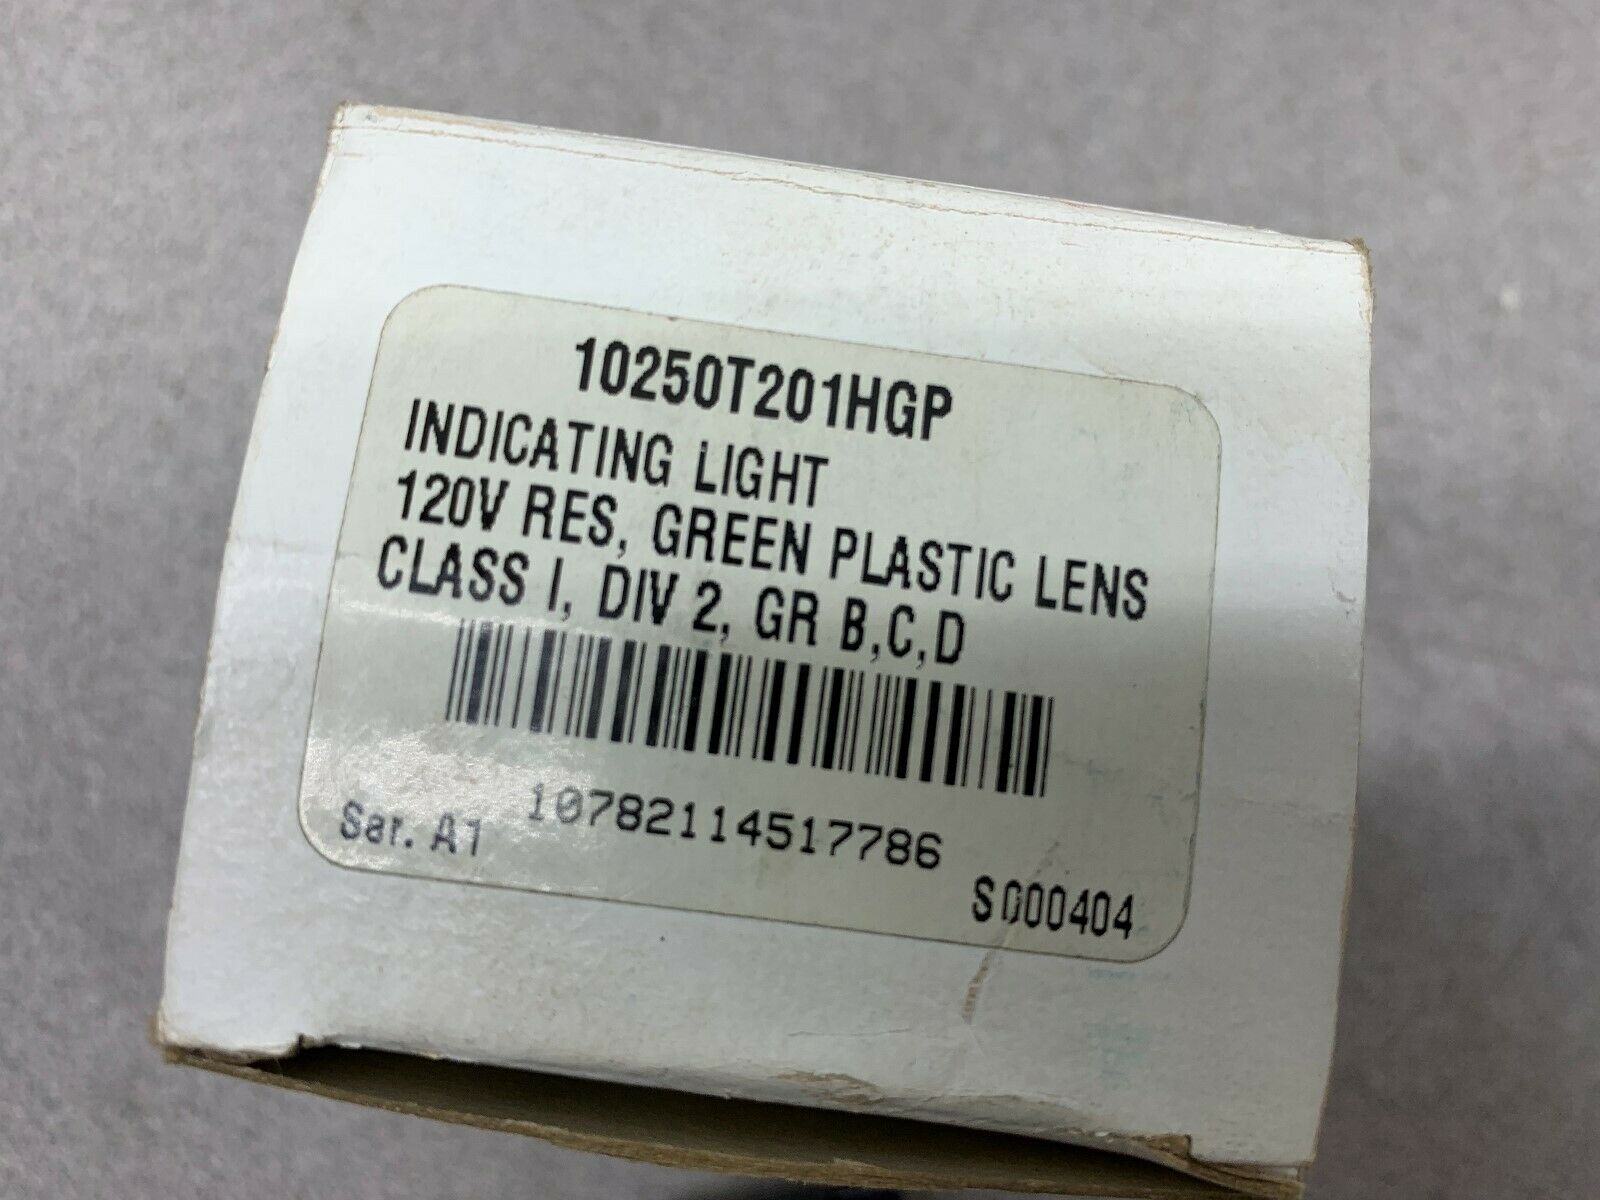 10250T201HGP
INDICATING LIGHT
120V RES, GREEN PLASTIC LENS
CLASS I, DIV 2, GR B,C,D
10782114517786
Ser. A1
S000404